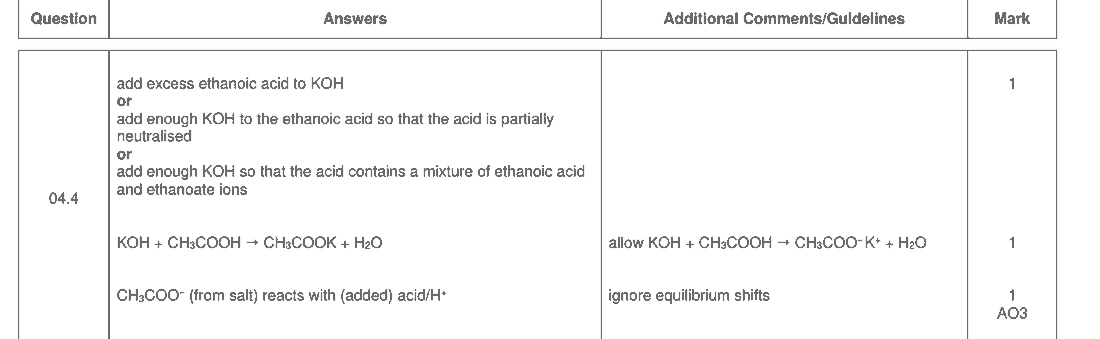 Question Answers Additional Comments/Guidelines Mark
add excess ethanoic acid to KOH 1
or
add enough KOH to the ethanoic acid so that the acid is partially
neutralised
or
add enough KOH so that the acid contains a mixture of ethanoic acid
and ethanoate ions
04.4
KOH + CH₃COOH → CH₃COOK + H₂O allow KOH + CH₃COOH → CH₃COO⁻ K⁺ + H₂O 1
CH₃COO⁻ (from salt) reacts with (added) acid/H⁺ ignore equilibrium shifts 1
AO3